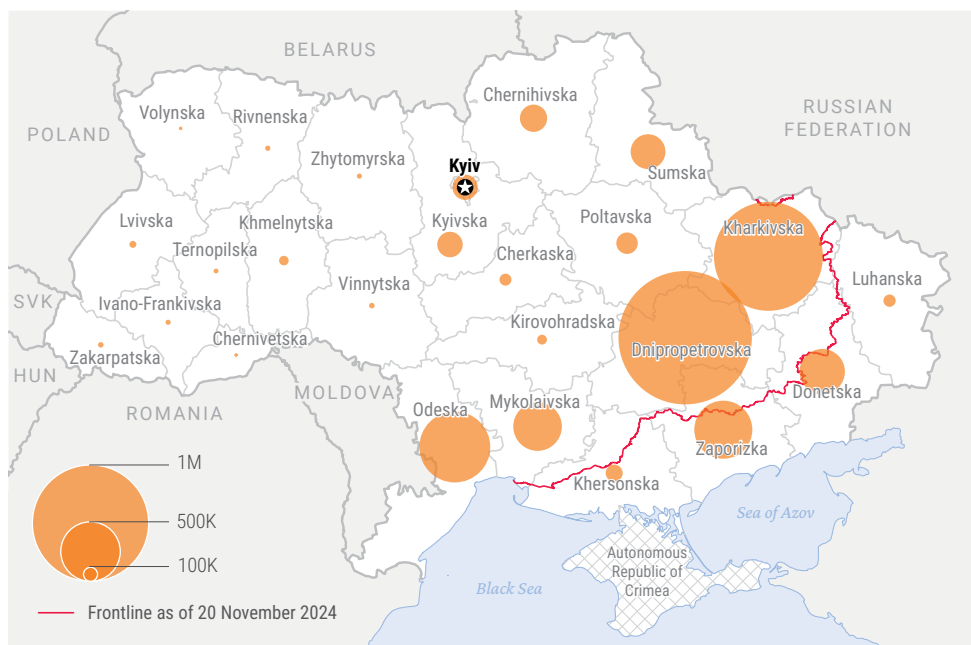 BELARUS
Chernihivska
Volynska
Rivnenska
RUSSIAN
FEDERATION
POLAND
Zhytomyrska
Kyiv
Sumska
Lvivska
Khmelnytska
Kyivska
Poltavska
Kharkivska
Ternopilska
Cherkaska
Vinnytska
Luhanska
SVK
Ivano-Frankivska
Kirovohradska
Chernivetska
Dnipropetrovska
Zakarpatska
HUN
MOLDOVA
Donetska
ROMANIA
Odeska
Mykolaivska
Zaporizka
1M
Khersonska
500K
Sea of Azov
100K
Autonomous
Republic of
Crimea
Black Sea
Frontline as of 20 November 2024